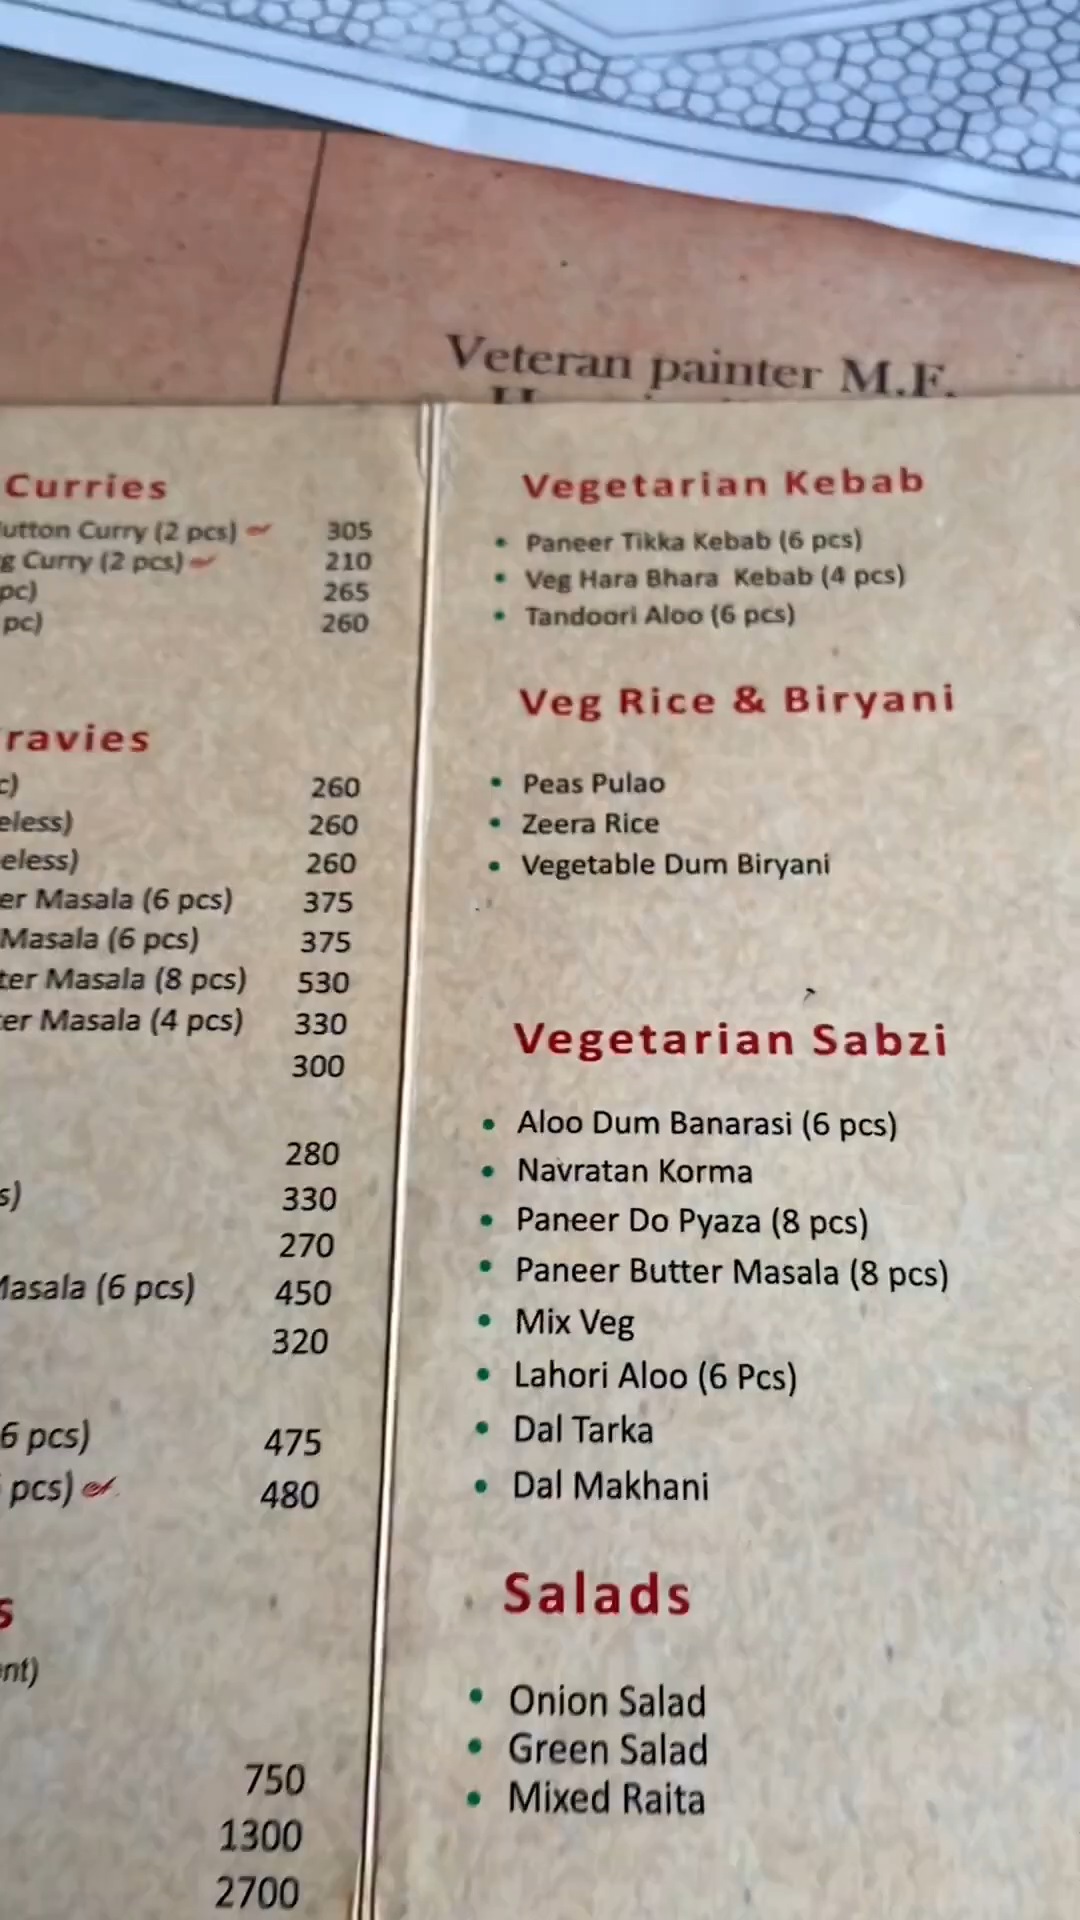 Veteran painter M.F.
Curries
Curry (2 pcs) 305
Curry (2 pcs) 210
pc) 265
pc) 260
ravies
c) 260
eless) 260
eless) 260
er Masala (6 pcs) 375
Masala (6 pcs) 375
ter Masala (8 pcs) 530
er Masala (4 pcs) 330
300
280
s) 330
270
Masala (6 pcs) 450
320
6 pcs) 475
pcs) 480
s
nt)
750
1300
2700
Vegetarian Kebab
• Paneer Tikka Kebab (6 pcs)
• Veg Hara Bhara Kebab (4 pcs)
• Tandoori Aloo (6 pcs)
Veg Rice & Biryani
• Peas Pulao
• Zeera Rice
• Vegetable Dum Biryani
Vegetarian Sabzi
• Aloo Dum Banarasi (6 pcs)
• Navratan Korma
• Paneer Do Pyaza (8 pcs)
• Paneer Butter Masala (8 pcs)
• Mix Veg
• Lahori Aloo (6 Pcs)
• Dal Tarka
• Dal Makhani
Salads
• Onion Salad
• Green Salad
• Mixed Raita